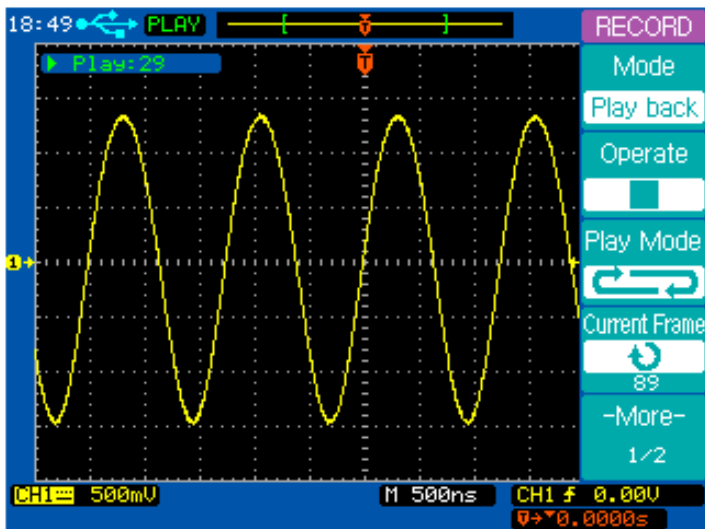 18:49 PLAY
Play:29
T
1
RECORD
Mode
Play back
Operate
Play Mode
Current Frame
89
-More-
1/2
CH1 500mV
M 500ns
CH1 0.00V
0.0000s